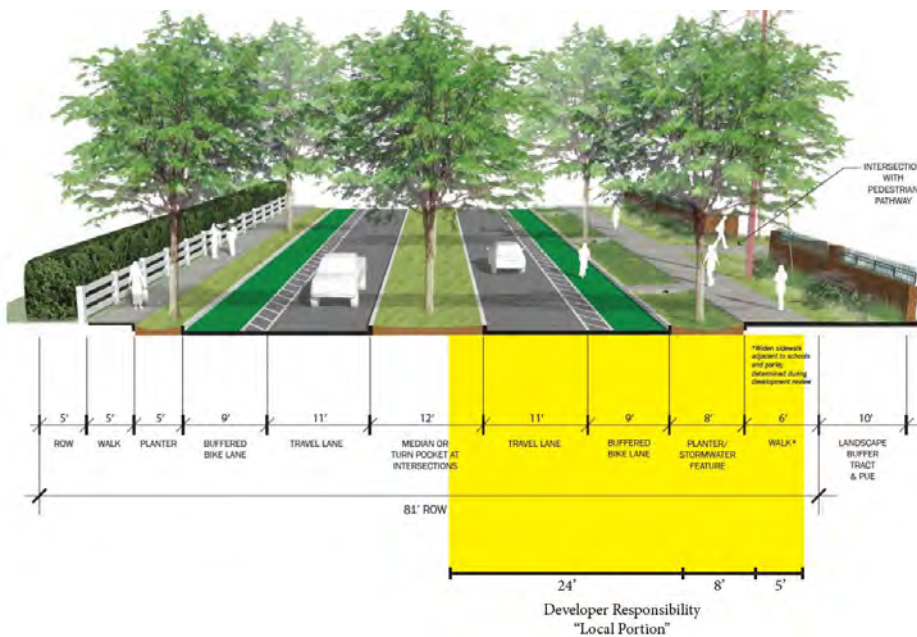 INTERSECTION
WITH
PEDESTRIAN
PATHWAY
*Widen sidewalk
adjacent to schools
and parks;
determined during
development review
5' 5' 5' 9' 11' 12' 11' 9' 8' 6' 10'
ROW WALK PLANTER BUFFERED BIKE LANE TRAVEL LANE MEDIAN OR TURN POCKET AT INTERSECTIONS TRAVEL LANE BUFFERED BIKE LANE PLANTER/ STORMWATER FEATURE WALK* LANDSCAPE BUFFER TRACT & PUE
81' ROW
24' 8' 5'
Developer Responsibility
"Local Portion"